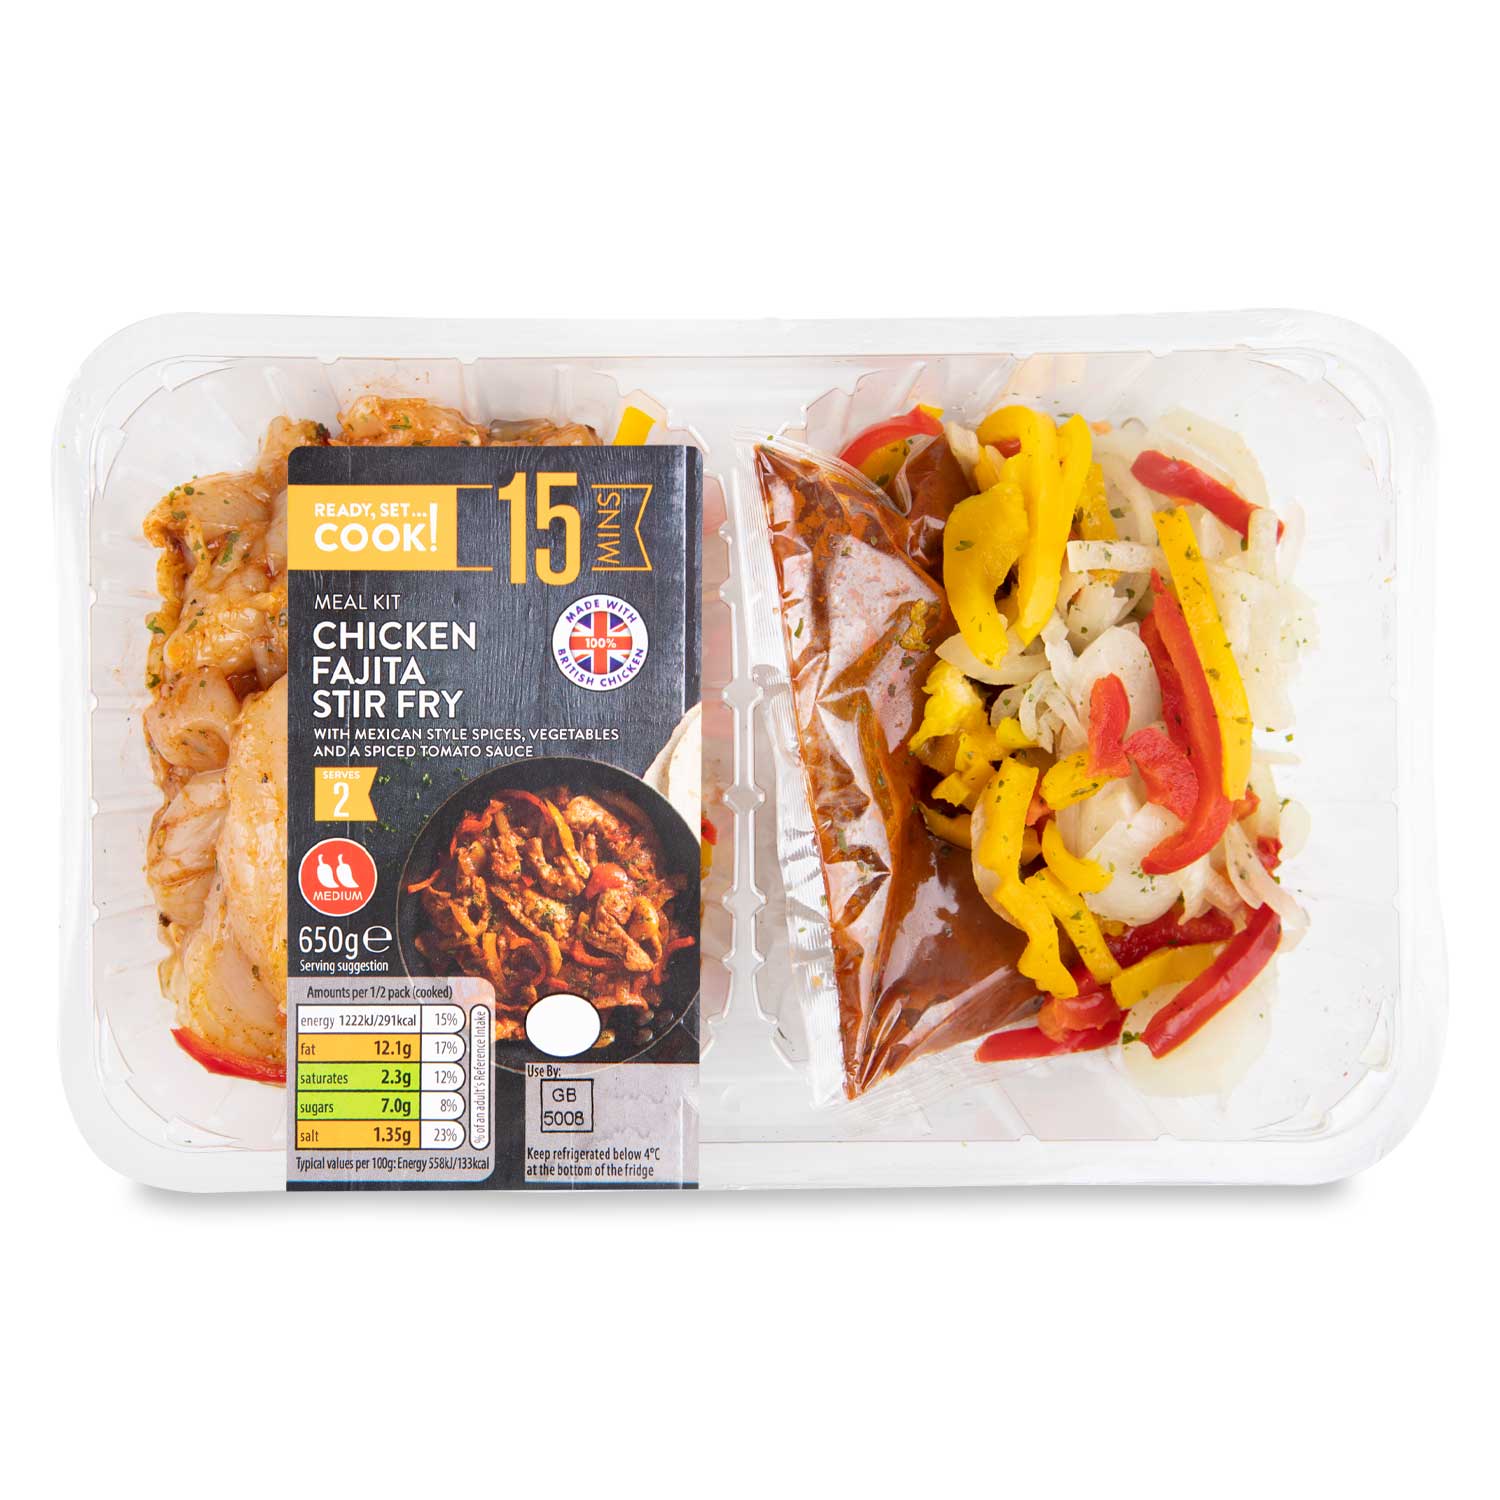 READY, SET...
COOK!
15
MINS
MEAL KIT
CHICKEN
FAJITA
STIR FRY
WITH MEXICAN STYLE SPICES, VEGETABLES
AND A SPICED TOMATO SAUCE
MADE WITH
100%
BRITISH CHICKEN
SERVES
2
MEDIUM
650g℮
Serving suggestion
Amounts per 1/2 pack (cooked)
energy 1222kJ/291kcal 15%
fat 12.1g 17%
saturates 2.3g 12%
sugars 7.0g 8%
salt 1.35g 23%
% of an adult's Reference Intake
Typical values per 100g: Energy 558kJ/133kcal
Use By:
GB
5008
Keep refrigerated below 4°C
at the bottom of the fridge